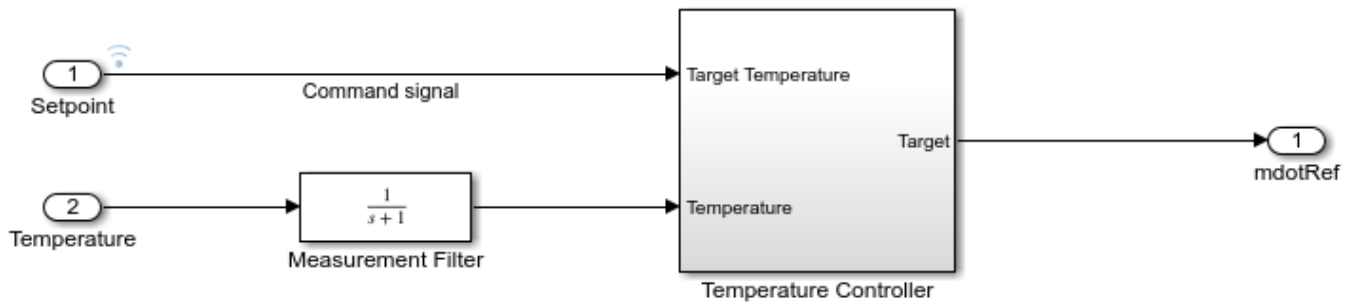 1
Setpoint
Command signal
Target Temperature
Target
1
mdotRef
2
Temperature
1
s + 1
Measurement Filter
Temperature
Temperature Controller